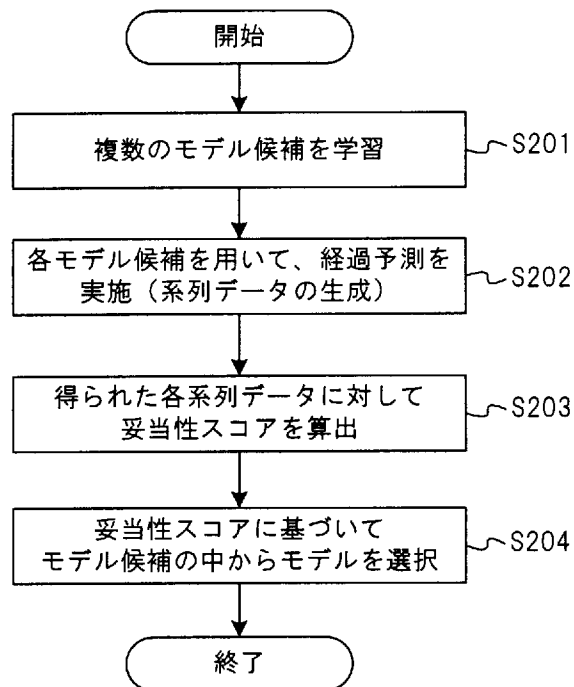 開始
複数のモデル候補を学習
S201
各モデル候補を用いて、経過予測を
実施(系列データの生成)
S202
得られた各系列データに対して
妥当性スコアを算出
S203
妥当性スコアに基づいて
モデル候補の中からモデルを選択
S204
終了